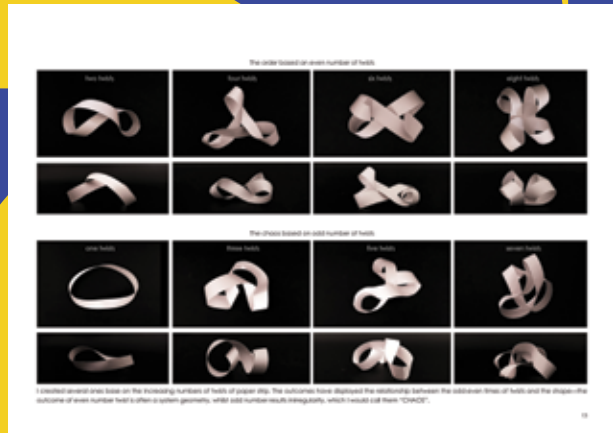 The order based on even number of twists
two twists
four twists
six twists
eight twists
The chaos based on odd number of twists
one twists
three twists
five twists
seven twists
I created several ones base on the increasing numbers of twists of paper strip. The outcomes have displayed the relationship between the odd-even times of twists and the shape—the
outcome of even number twist is often a system geometry, whilst odd number results in irregularity, which I would call them "CHAOS".